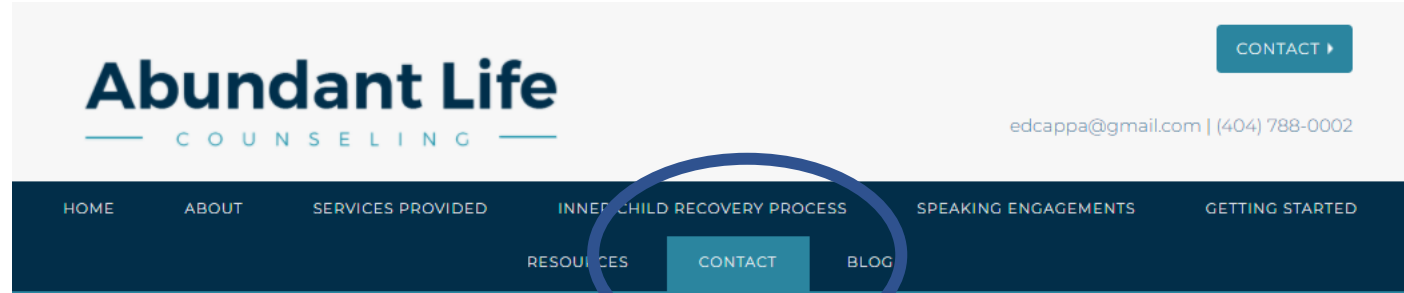 CONTACT
Abundant Life
COUNSELING
edcappa@gmail.com | (404) 788-0002
HOME ABOUT SERVICES PROVIDED INNER CHILD RECOVERY PROCESS SPEAKING ENGAGEMENTS GETTING STARTED
RESOURCES CONTACT BLOG